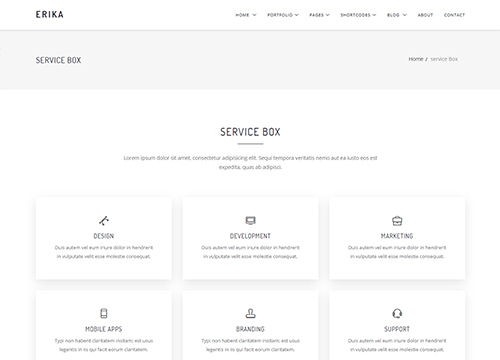 ERIKA
HOME PORTFOLIO PAGES SHORTCODES BLOG ABOUT CONTACT
SERVICE BOX
Home / service Box
SERVICE BOX
Lorem ipsum dolor sit amet, consectetur adipisicing elit. Sequi tempora veritatis nemo aut ea iusto eos est
expedita, quas ab adipisci.
DESIGN
Quis autem vel eum iriure dolor in hendrerit
in vulputate velit esse molestie consequat.
DEVELOPMENT
Quis autem vel eum iriure dolor in hendrerit
in vulputate velit esse molestie consequat.
MARKETING
Quis autem vel eum iriure dolor in hendrerit
in vulputate velit esse molestie consequat.
MOBILE APPS
Typi non habent claritatem insitam; est usus
legentis in iis qui facit eorum claritatem.
BRANDING
Typi non habent claritatem insitam; est usus
legentis in iis qui facit eorum claritatem.
SUPPORT
Typi non habent claritatem insitam; est usus
legentis in iis qui facit eorum claritatem.